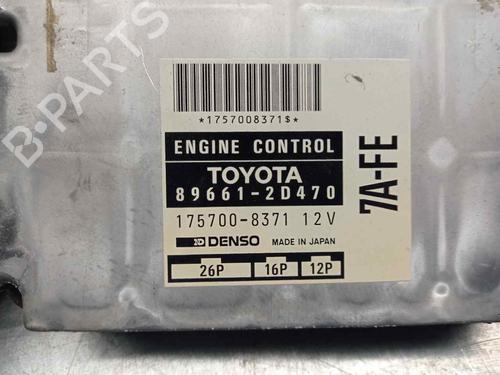 *1757008371$*
ENGINE CONTROL
TOYOTA
89661-2D470
175700-8371 12V
DENSO MADE IN JAPAN
26P 16P 12P
7A-FE
B-PARTS